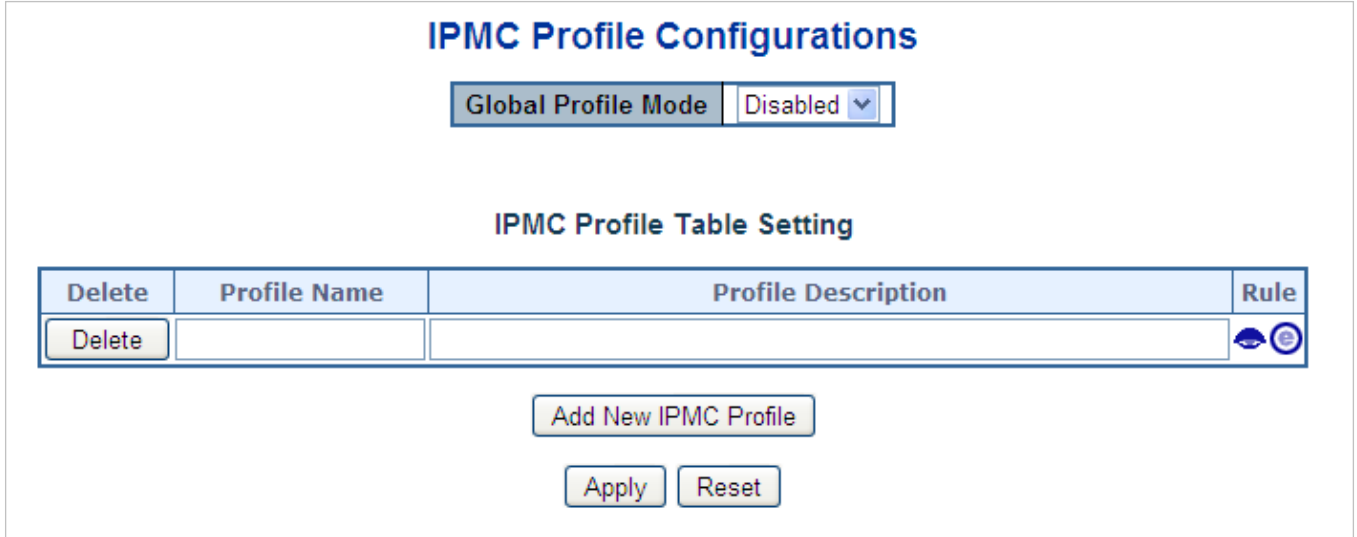 IPMC Profile Configurations
Global Profile Mode Disabled
IPMC Profile Table Setting
Delete Profile Name Profile Description Rule
Delete e
Add New IPMC Profile
Apply Reset